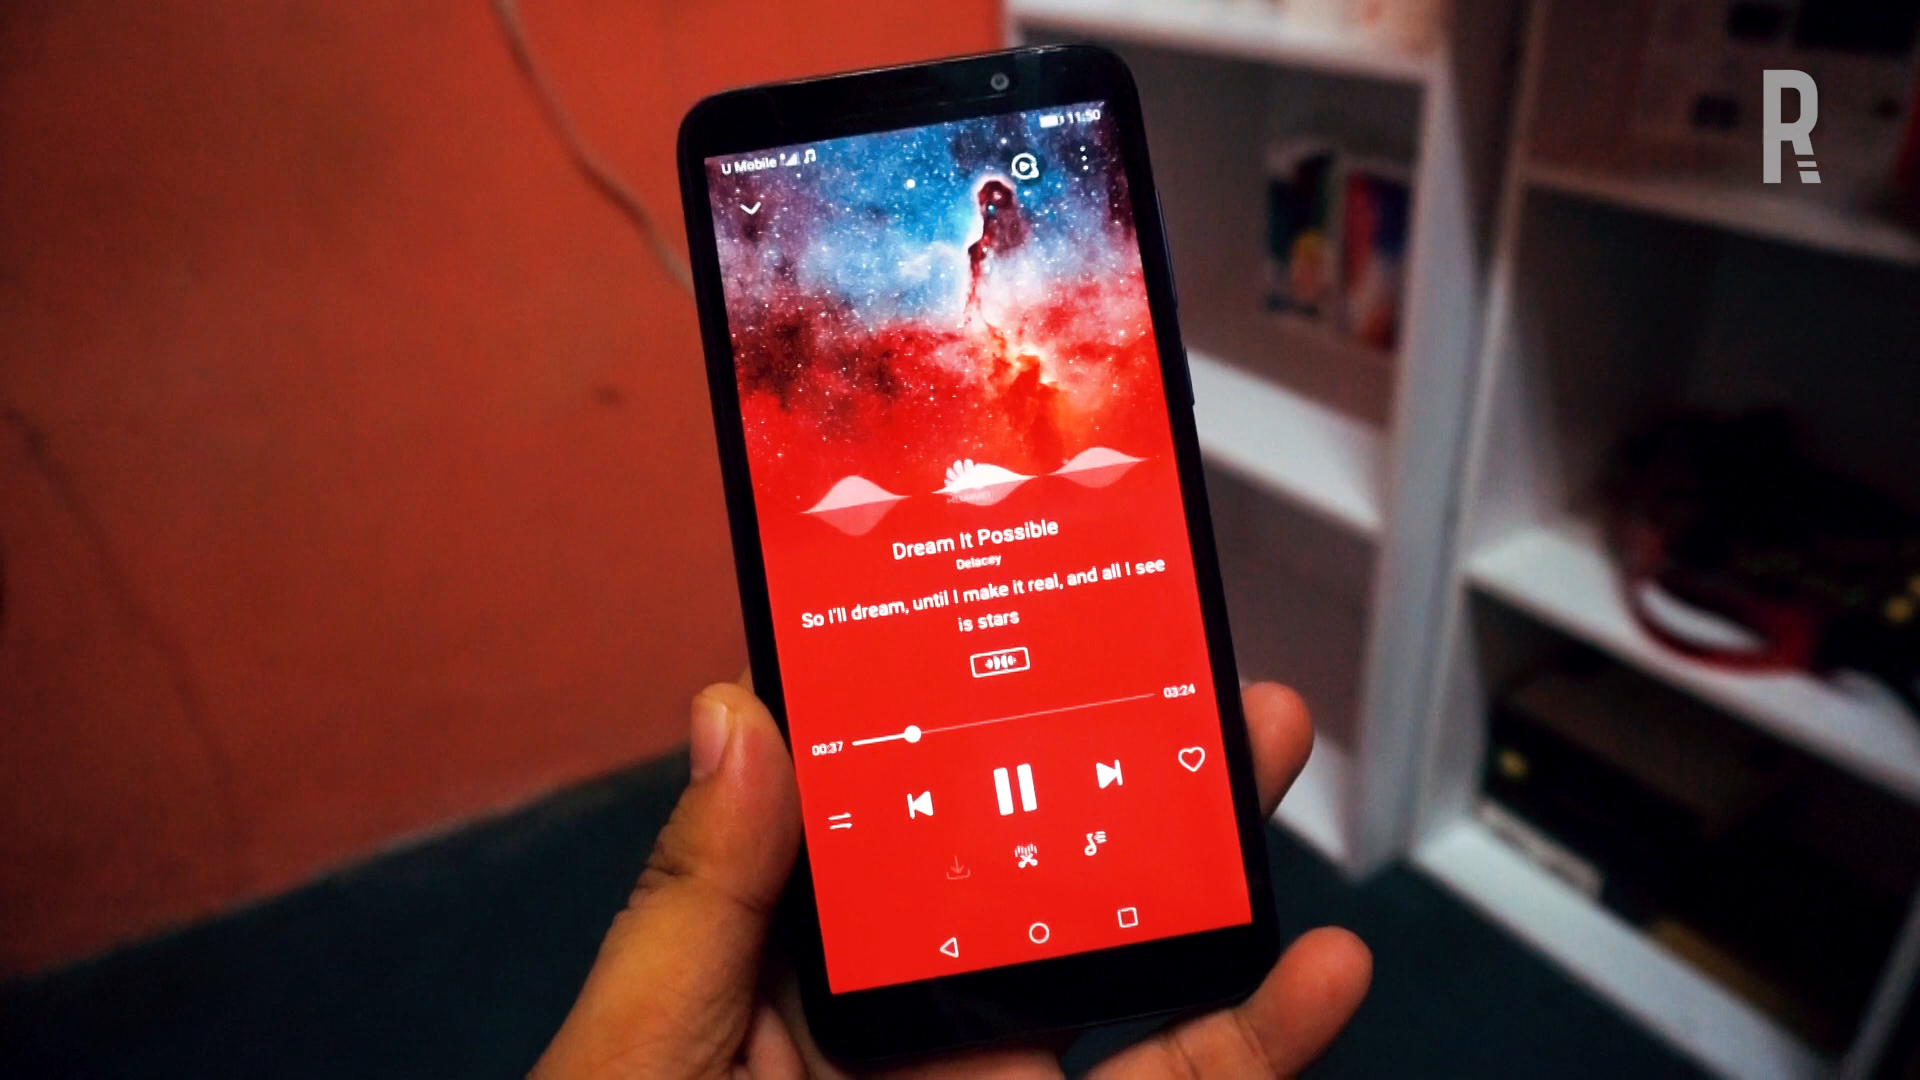 R
U Mobile
11:50
HUAWEI
Dream It Possible
Delacey
So I'll dream, until I make it real, and all I see
is stars
00:37
03:24